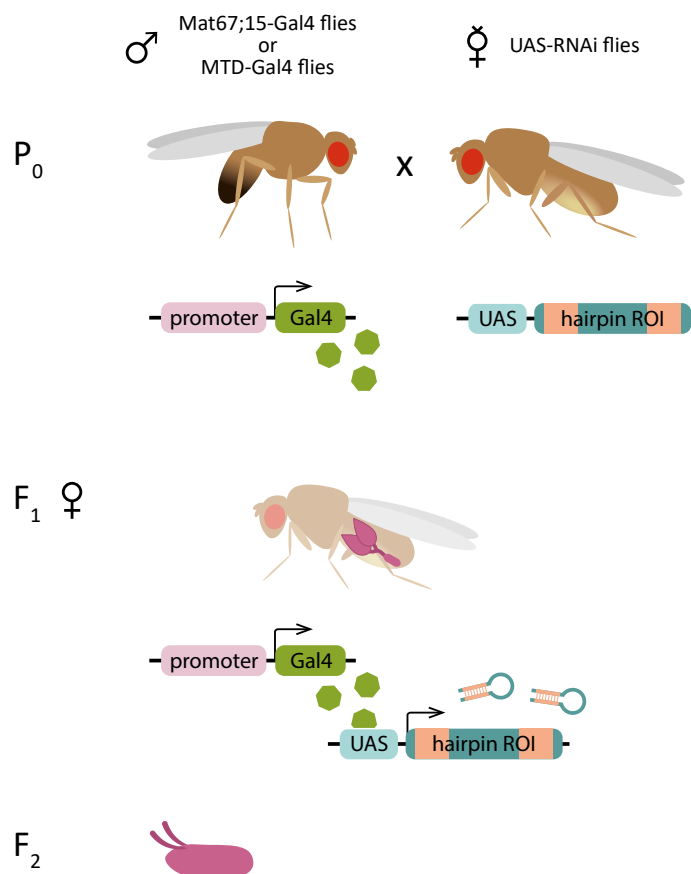 ♂ Mat67;15-Gal4 flies
or
MTD-Gal4 flies
☿ UAS-RNAi flies
P0
x
promoter Gal4
UAS hairpin ROI
F1 ♀
promoter Gal4
UAS hairpin ROI
F2